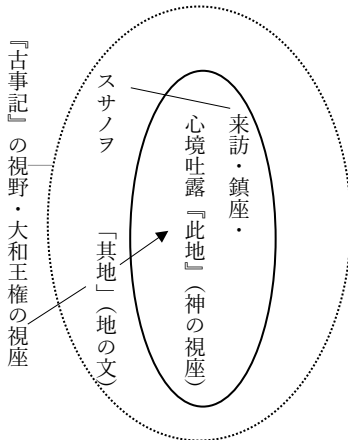 来訪・鎮座・
心境吐露『此地』（神の視座）
スサノヲ
「其地」（地の文）
『古事記』の視野・大和王権の視座